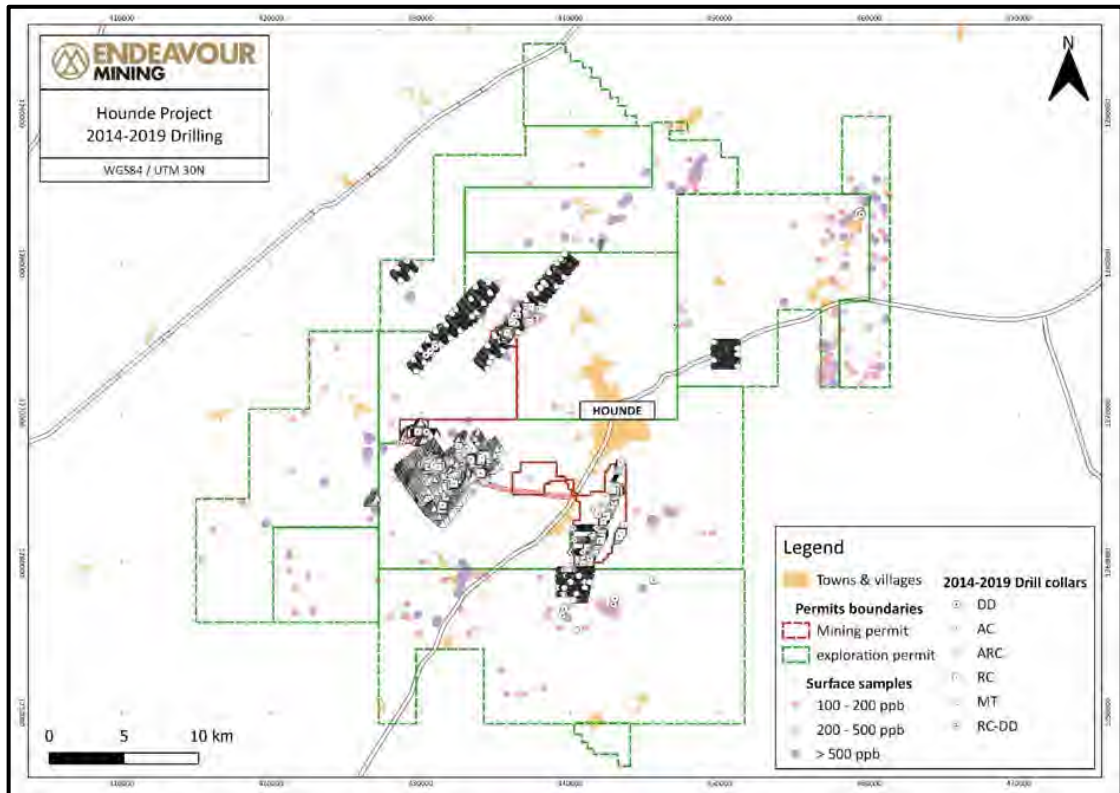 ENDEAVOUR
MINING
Hounde Project
2014-2019 Drilling
WGS84 / UTM 30N
N
HOUNDE
Legend
Towns & villages
Permits boundaries
Mining permit
exploration permit
Surface samples
100 - 200 ppb
200 - 500 ppb
> 500 ppb
2014-2019 Drill collars
DD
AC
ARC
RC
MT
RC-DD
0 5 10 km